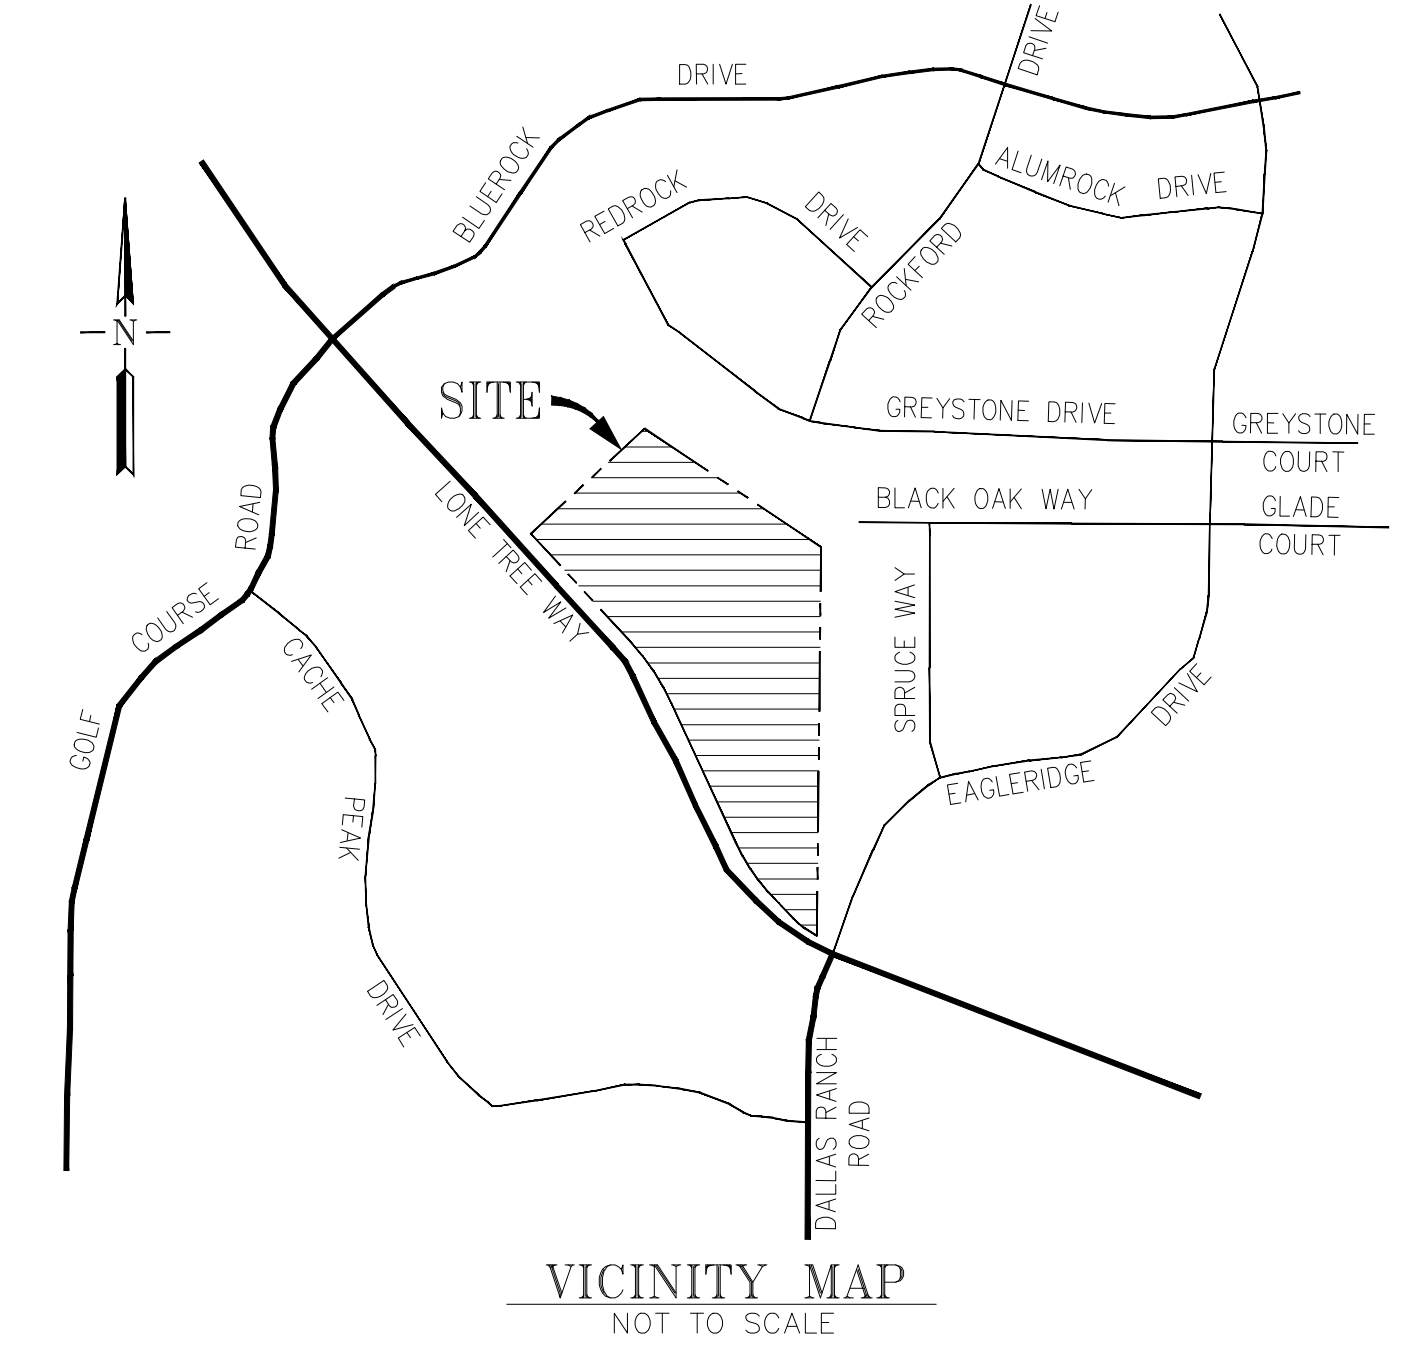 DRIVE
DRIVE
BLUEROCK
ALUMROCK DRIVE
REDROCK DRIVE
ROCKFORD
N
SITE
GREYSTONE DRIVE
GREYSTONE
COURT
BLACK OAK WAY
GLADE
COURT
LONE TREE WAY
ROAD
COURSE
GOLF
CACHE
PEAK
DRIVE
SPRUCE WAY
DRIVE
EAGLERIDGE
DALLAS RANCH
ROAD
VICINITY MAP
NOT TO SCALE